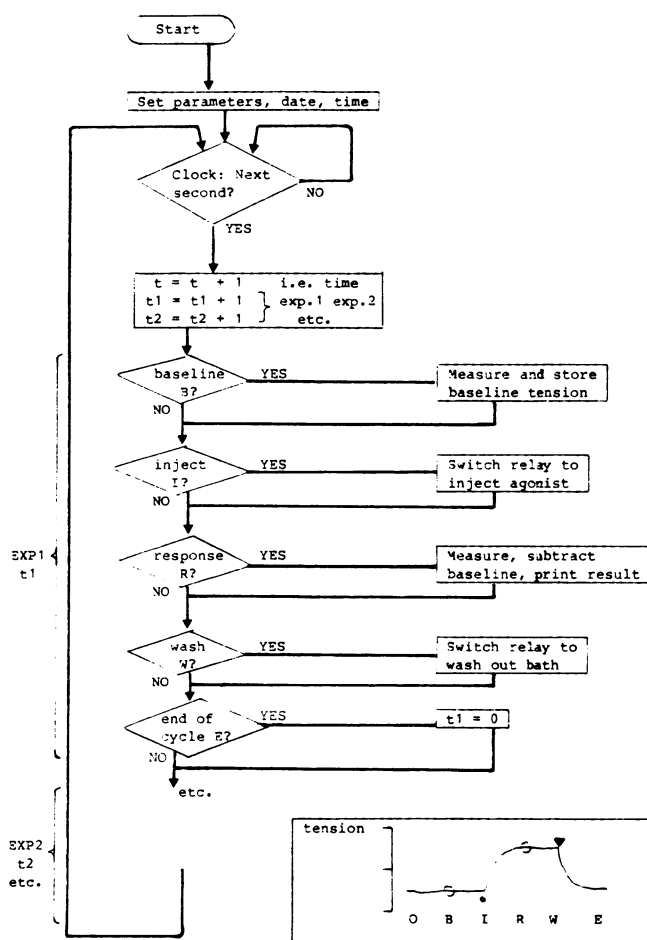 Start
Set parameters, date, time
Clock: Next
second?
NO
YES
t = t + 1 i.e. time
t1 = t1 + 1 } exp.1 exp.2
t2 = t2 + 1 etc.
baseline
B?
YES
NO
Measure and store
baseline tension
inject
I?
YES
NO
Switch relay to
inject agonist
EXP1
t1
response
R?
YES
NO
Measure, subtract
baseline, print result
wash
W?
YES
NO
Switch relay to
wash out bath
end of
cycle E?
YES
NO
t1 = 0
etc.
EXP2
t2
etc.
tension
O B I R W E